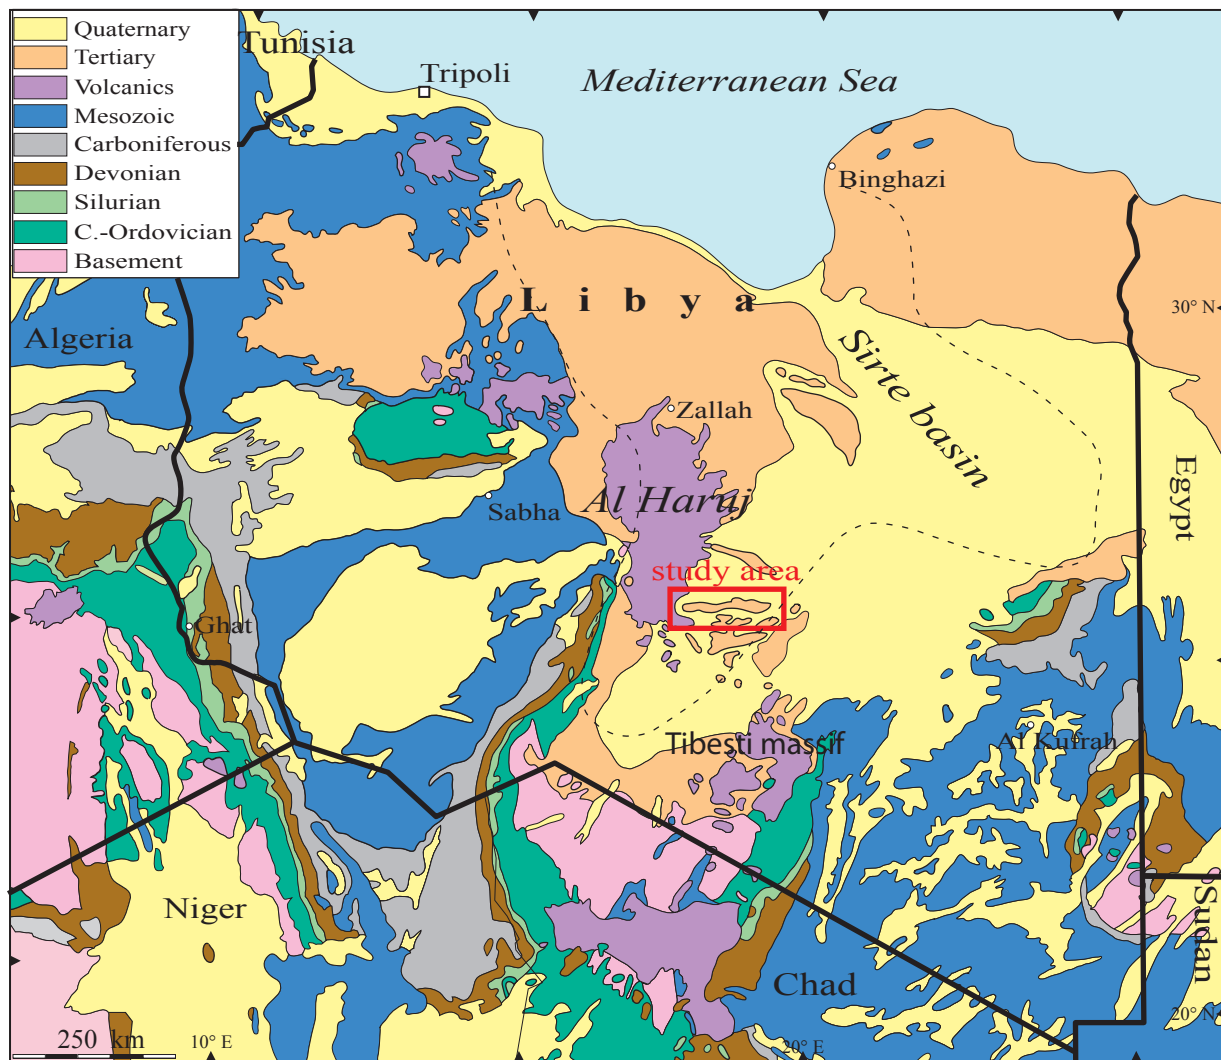 Quaternary
Tertiary
Volcanics
Mesozoic
Carboniferous
Devonian
Silurian
C.-Ordovician
Basement
Tunisia
Tripoli
Mediterranean Sea
Binghazi
Libya
30° N
Algeria
Sirte basin
Zallah
Al Haruj
Sabha
Egypt
study area
Ghat
Tibesti massif
Al Kufrah
Niger
Chad
Sudan
250 km
10° E
20° E
20° N